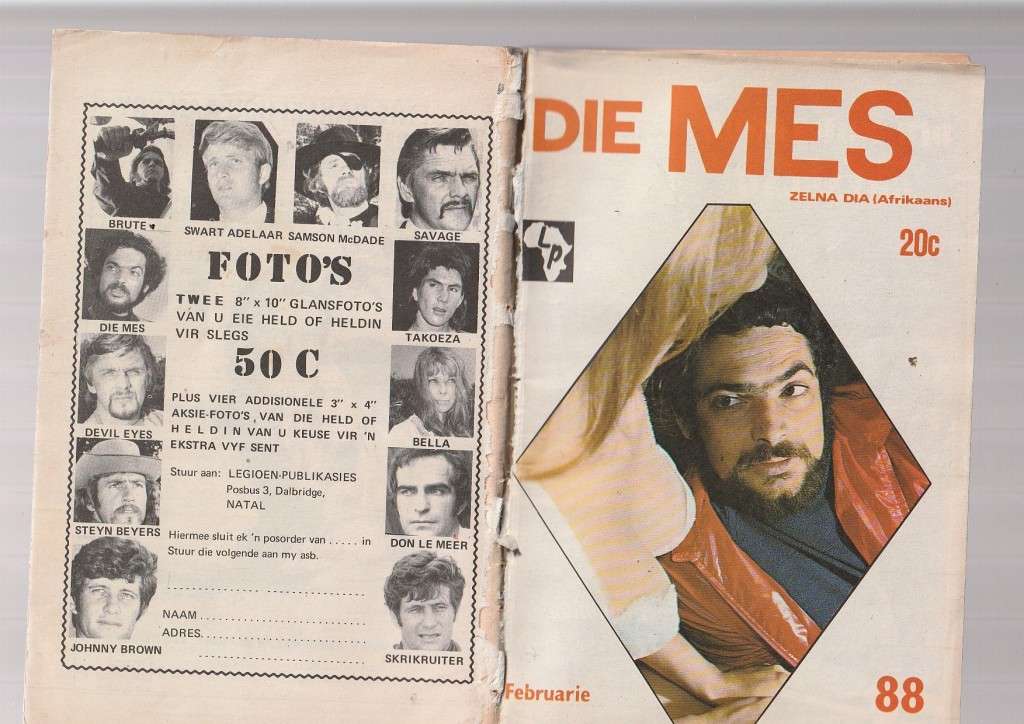 BRUTE
SWART ADELAAR
SAMSON McDADE
SAVAGE
DIE MES
TAKOEZA
DEVIL EYES
BELLA
STEYN BEYERS
DON LE MEER
JOHNNY BROWN
SKRIKRUITER
FOTO'S
TWEE 8" x 10" GLANSFOTO'S
VAN U EIE HELD OF HELDIN
VIR SLEGS
50 C
PLUS VIER ADDISIONELE 3" x 4"
AKSIE-FOTO'S, VAN DIE HELD OF
HELDIN VAN U KEUSE VIR 'N
EKSTRA VYF SENT
Stuur aan: LEGIOEN-PUBLIKASIES
Posbus 3, Dalbridge,
NATAL
Hiermee sluit ek 'n posorder van ..... in
Stuur die volgende aan my asb.
NAAM
ADRES
DIE MES
ZELNA DIA (Afrikaans)
20c
LP
Februarie
88